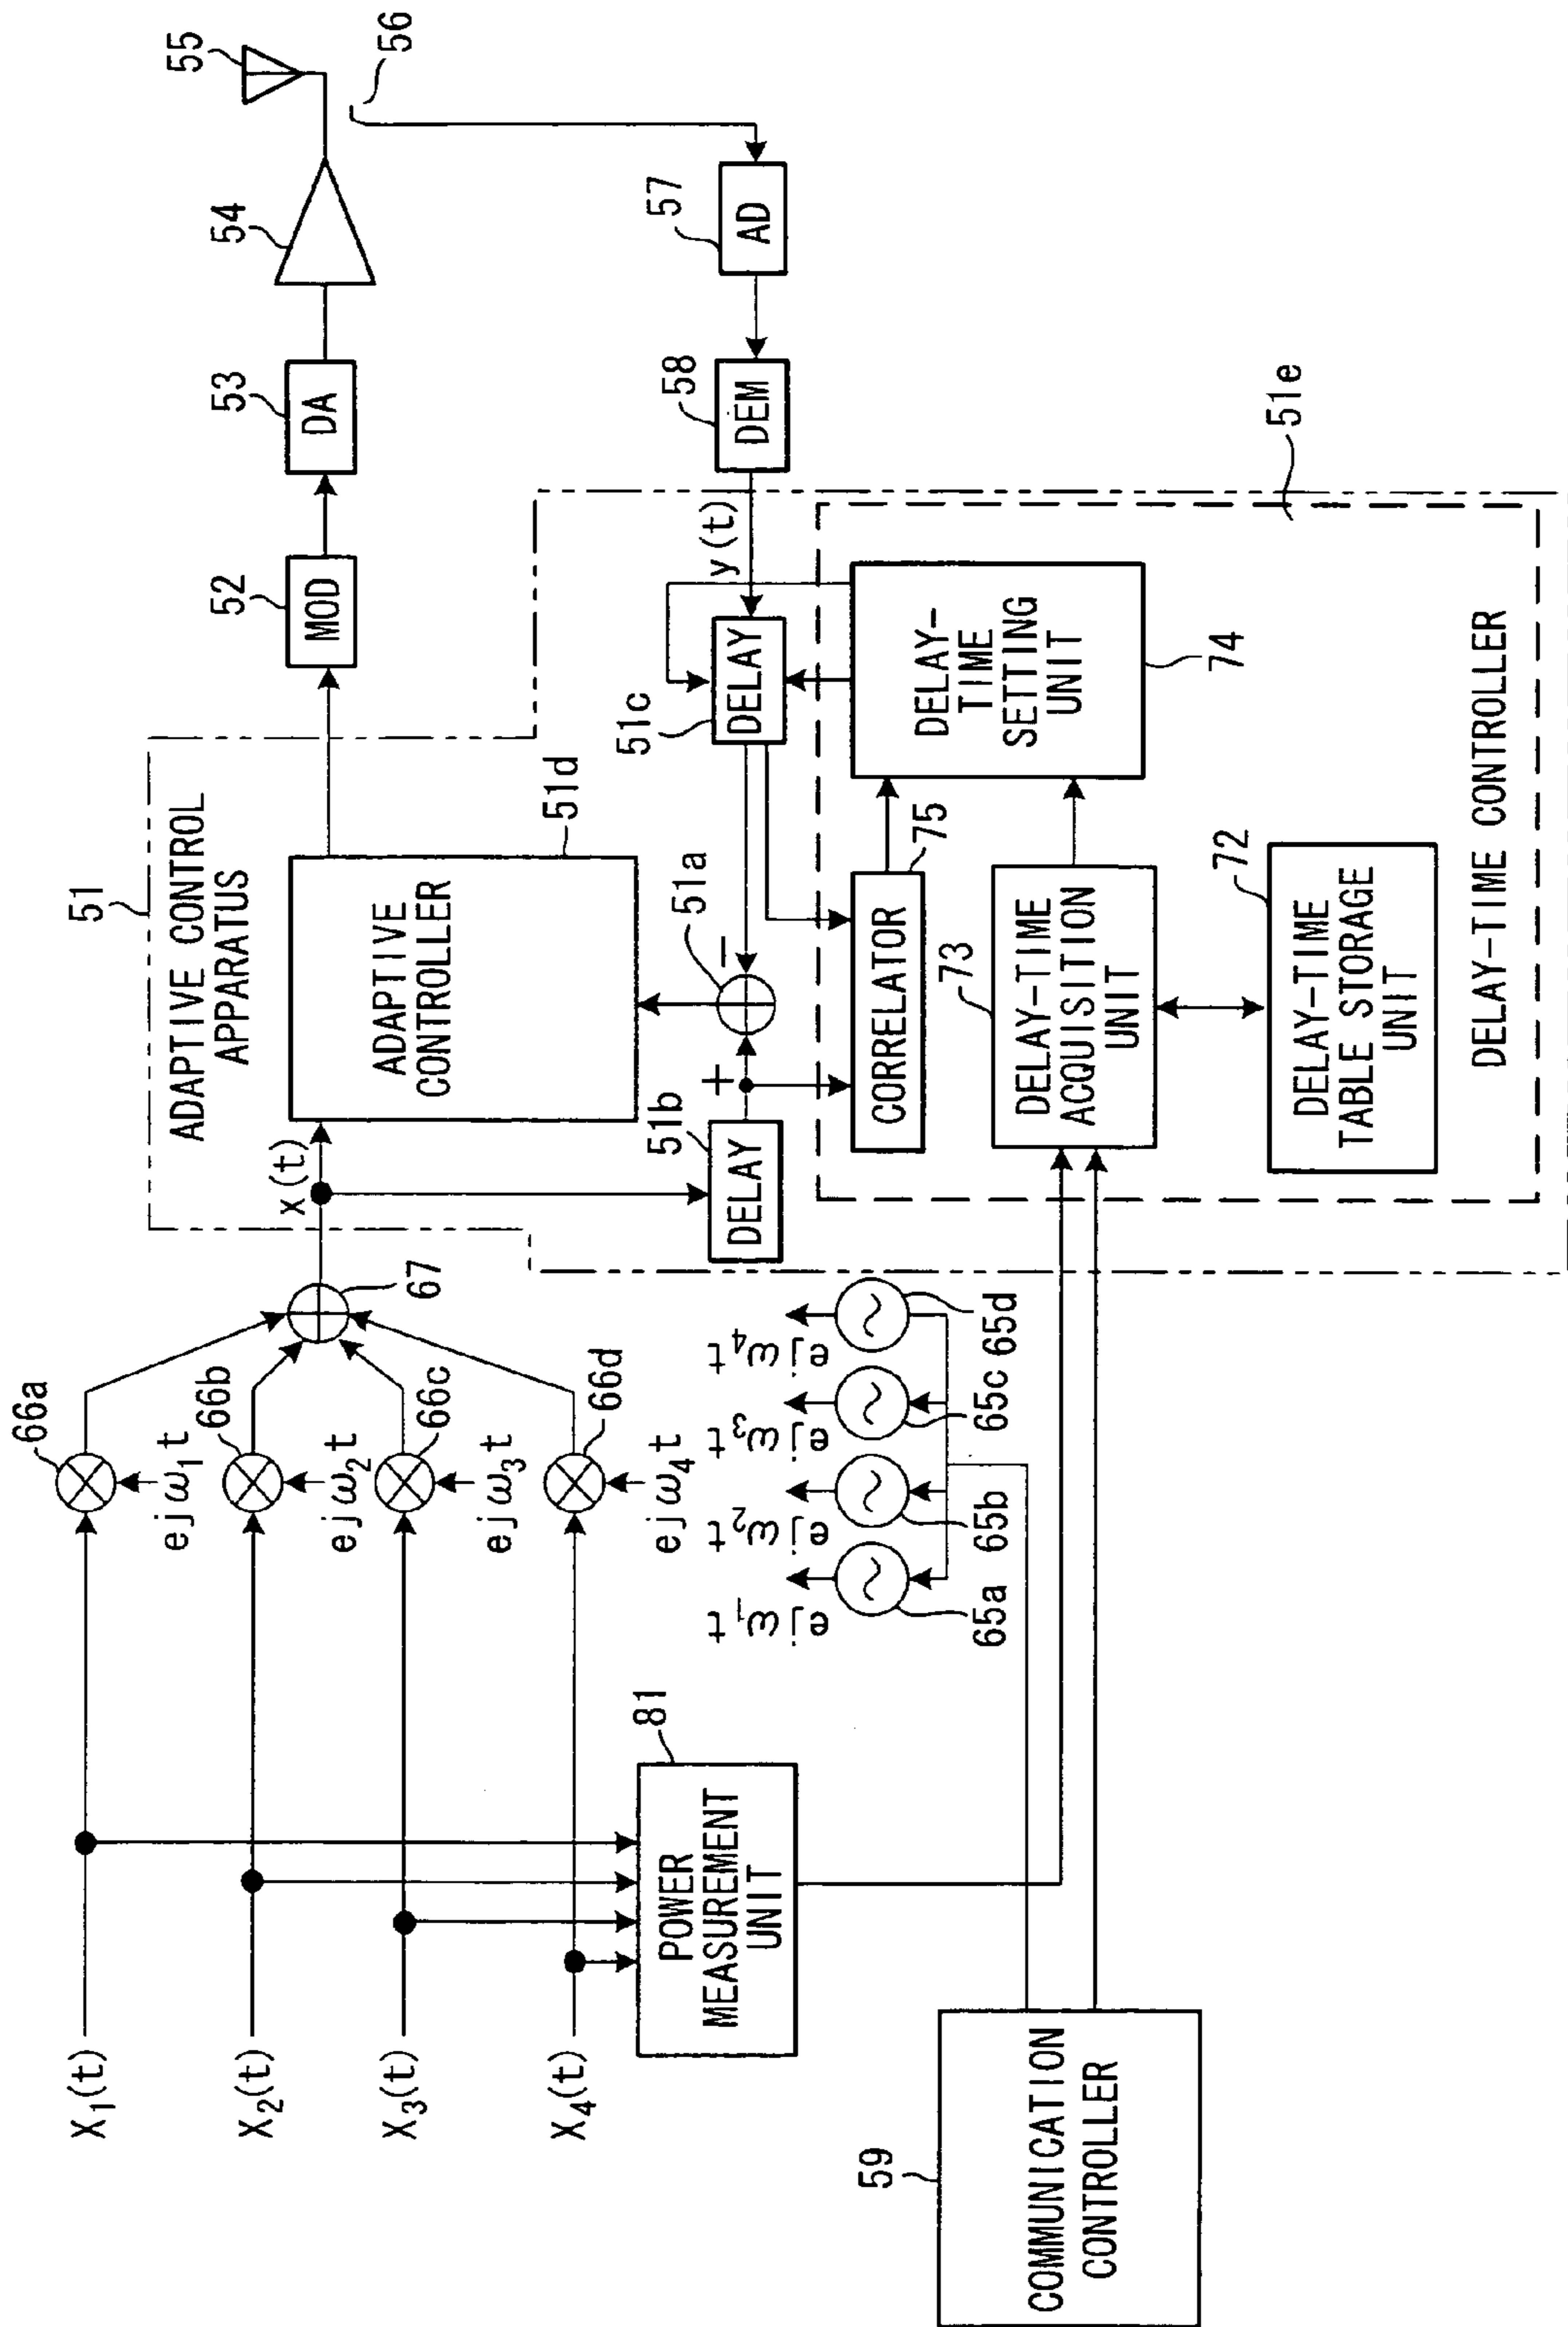 X1(t)
X2(t)
X3(t)
X4(t)
66a
66b
66c
66d
ejω1t
ejω2t
ejω3t
ejω4t
67
x(t)
51
ADAPTIVE CONTROL
APPARATUS
ADAPTIVE
CONTROLLER
51d
52
MOD
53
DA
54
55
56
57
AD
58
DEM
y(t)
51c
DELAY
51a
+
−
51b
DELAY
81
POWER
MEASUREMENT
UNIT
ejω1t
ejω2t
ejω3t
ejω4t
65a
65b
65c
65d
59
COMMUNICATION
CONTROLLER
75
CORRELATOR
73
DELAY-TIME
ACQUISITION
UNIT
72
DELAY-TIME
TABLE STORAGE
UNIT
DELAY-
TIME
SETTING
UNIT
74
51e
DELAY-TIME CONTROLLER